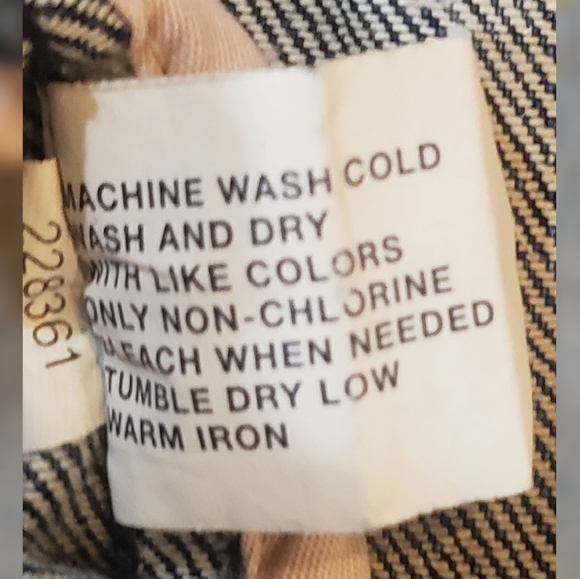 MACHINE WASH COLD
WASH AND DRY
WITH LIKE COLORS
ONLY NON-CHLORINE
BLEACH WHEN NEEDED
TUMBLE DRY LOW
WARM IRON
228361